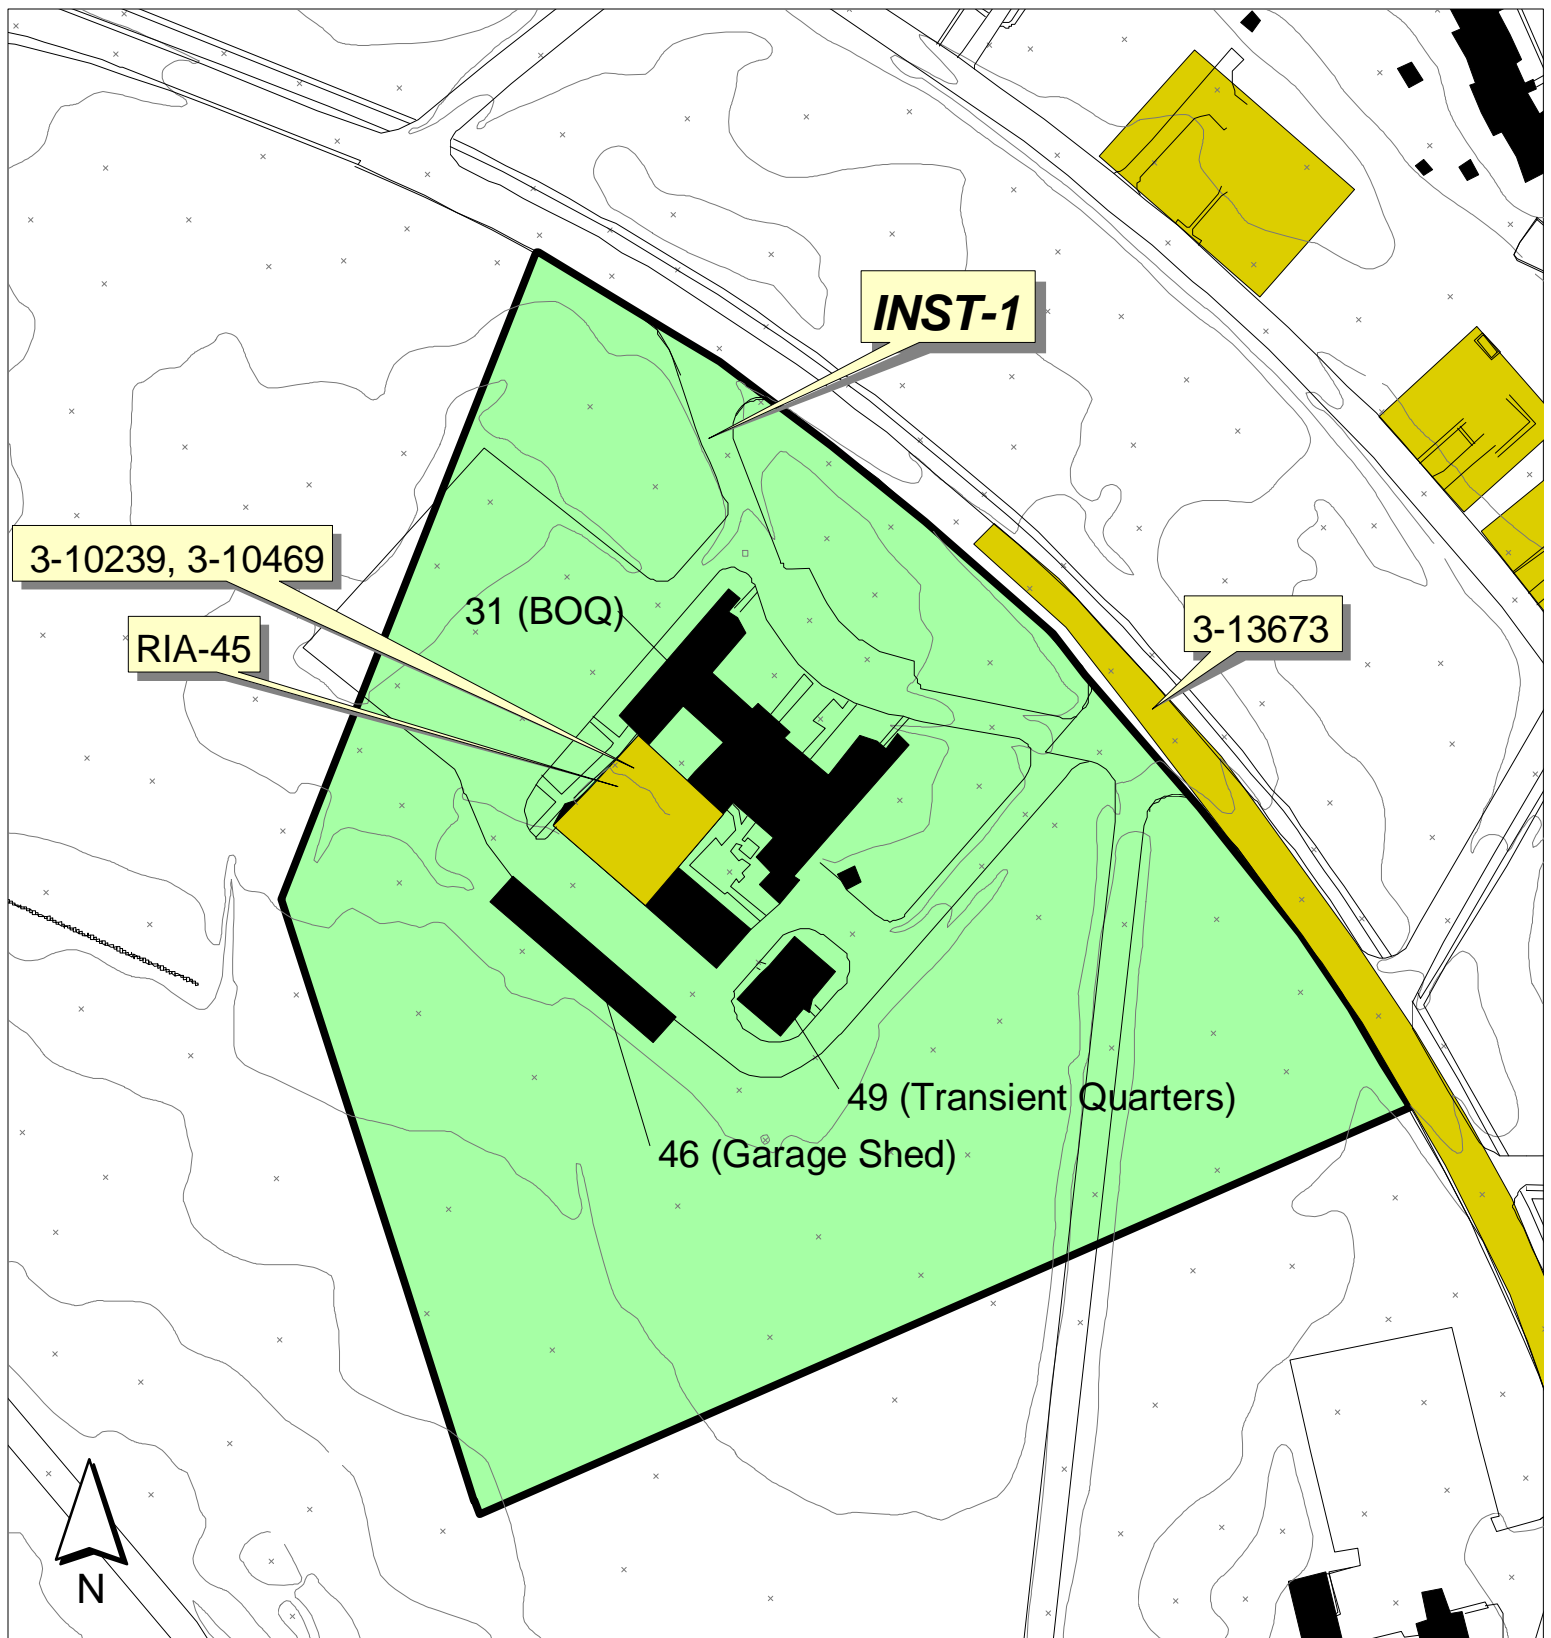 INST-1
3-10239, 3-10469
31 (BOQ)
RIA-45
3-13673
49 (Transient Quarters)
46 (Garage Shed)
N